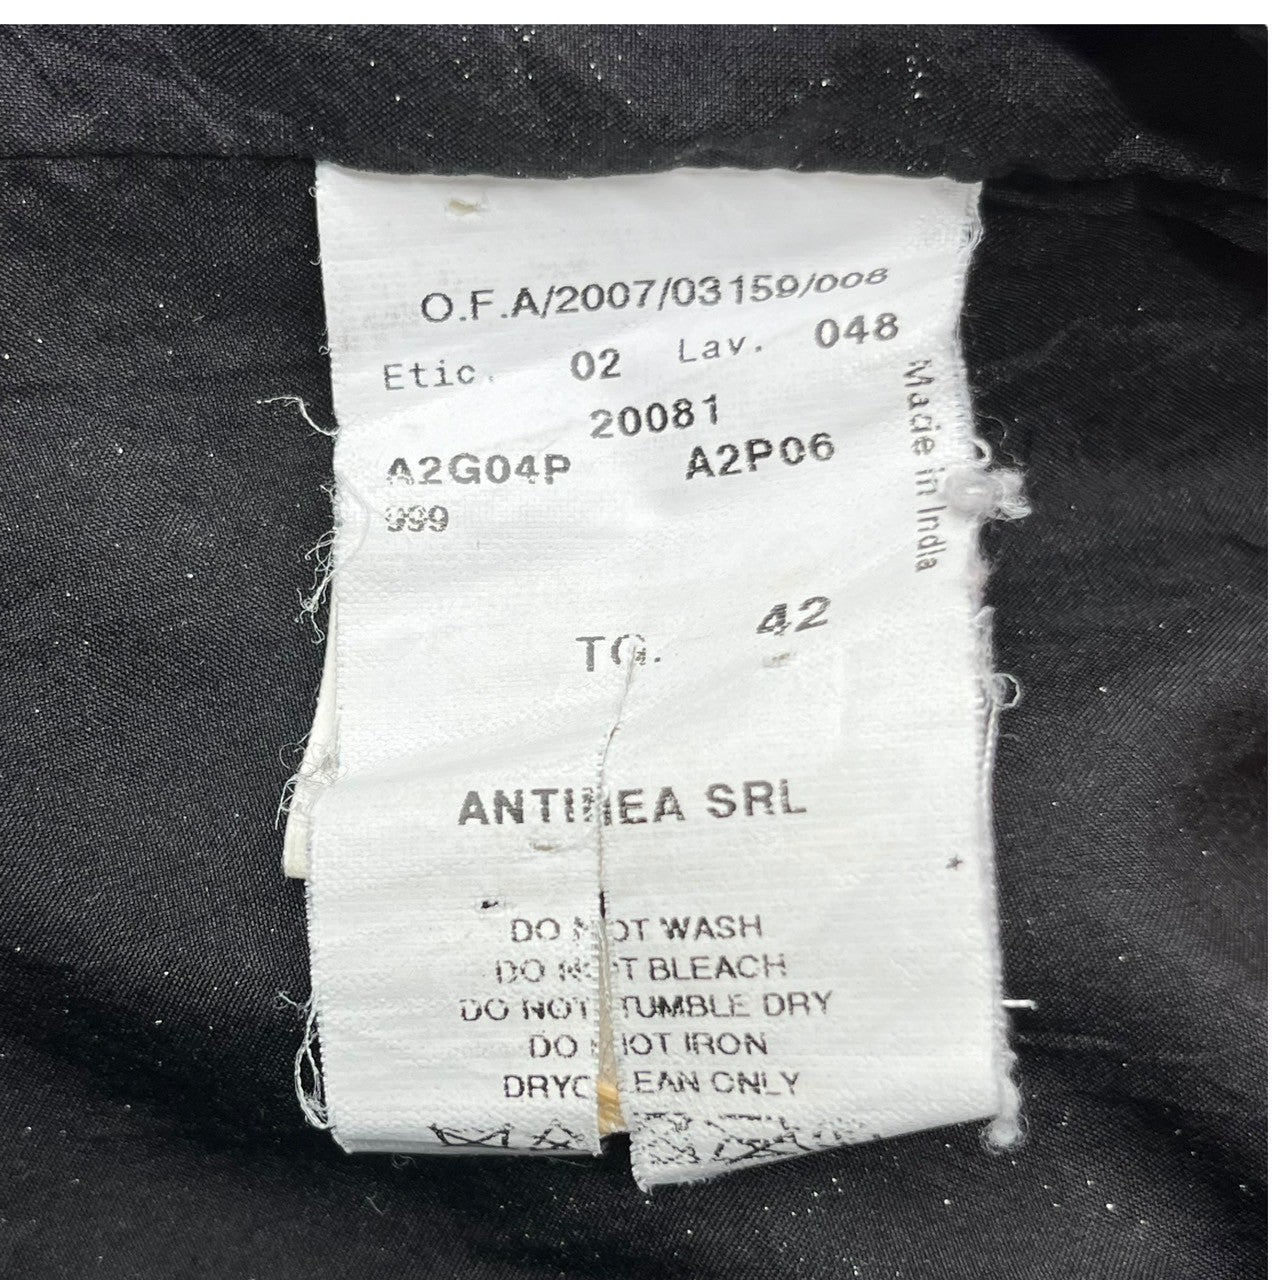 O.F.A/2007/03159/008
Etic. 02 Lav. 048
20081
A2G04P A2P06
999
Made in India
TG. 42
SRL
DO NOT WASH
DO NOT BLEACH
DO NOT TUMBLE DRY
DO NOT IRON
DRYCLEAN ONLY